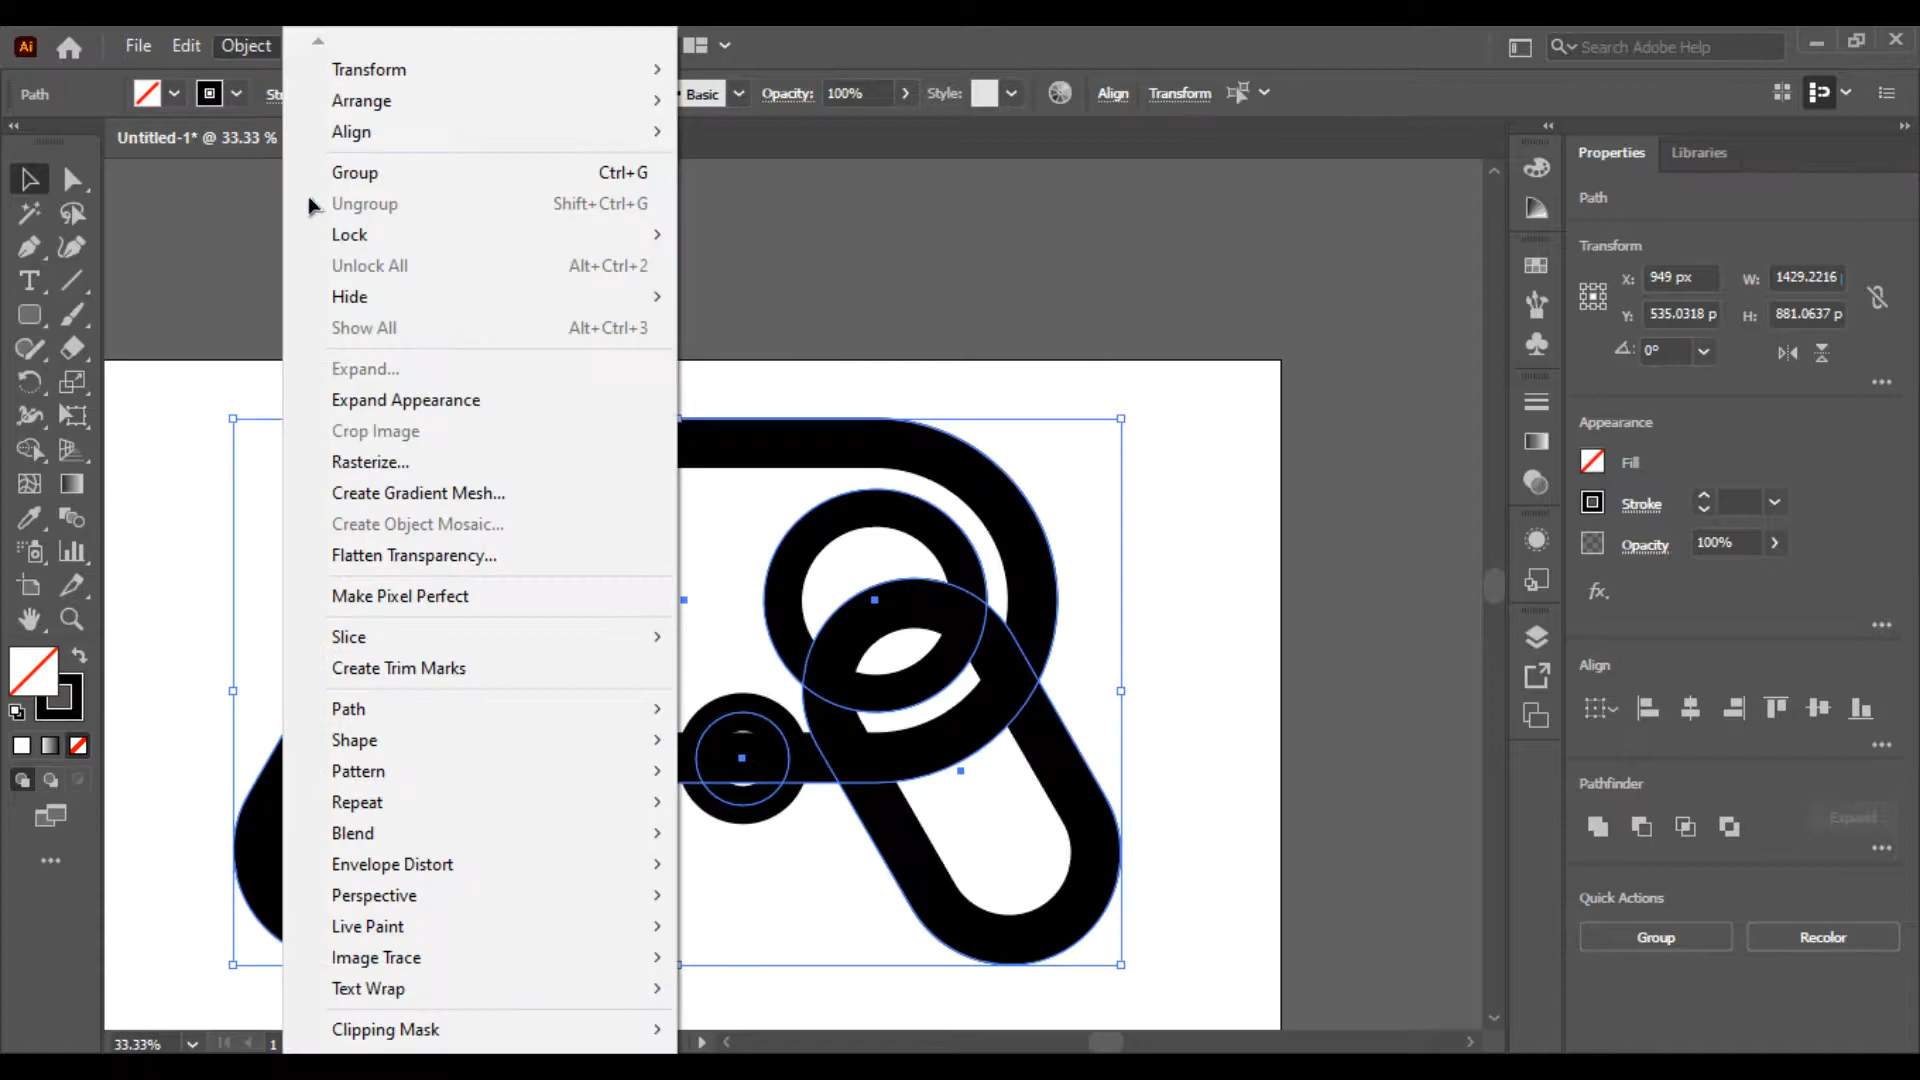 Ai File Edit Object Search Adobe Help
Path Basic Opacity: 100% Style: Align Transform
Untitled-1* @ 33.33 %
Transform
Arrange
Align
Group Ctrl+G
Ungroup Shift+Ctrl+G
Lock
Unlock All Alt+Ctrl+2
Hide
Show All Alt+Ctrl+3
Expand...
Expand Appearance
Crop Image
Rasterize...
Create Gradient Mesh...
Create Object Mosaic...
Flatten Transparency...
Make Pixel Perfect
Slice
Create Trim Marks
Path
Shape
Pattern
Repeat
Blend
Envelope Distort
Perspective
Live Paint
Image Trace
Text Wrap
Clipping Mask
33.33% 1
Properties Libraries
Path
Transform
X: 949 px W: 1429.2216
Y: 535.0318 p H: 881.0637 p
0°
Appearance
Fill
Stroke
Opacity 100%
fx.
Align
Pathfinder
Expand
Quick Actions
Group Recolor